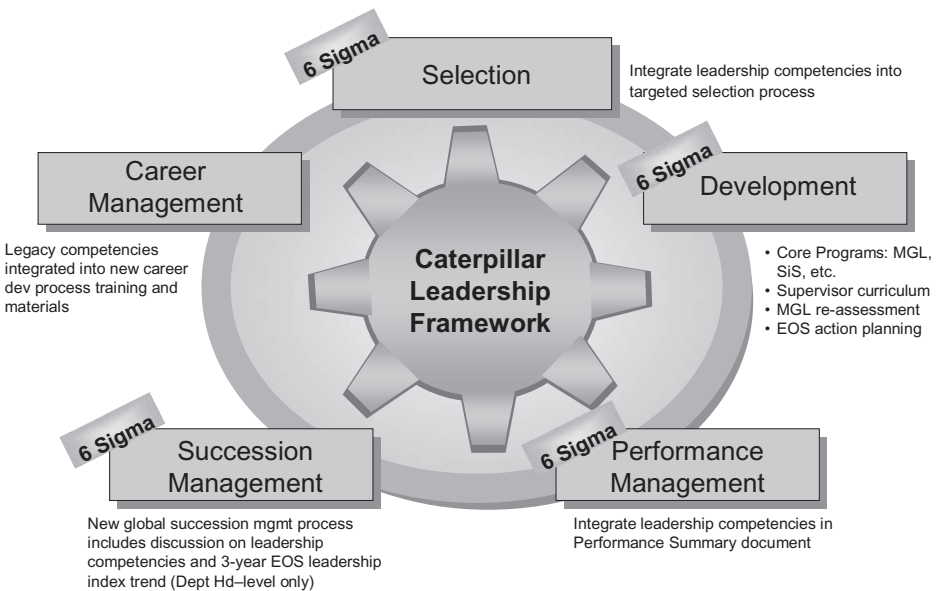 6 Sigma
Selection
Integrate leadership competencies into
targeted selection process
6 Sigma
Development
• Core Programs: MGL,
SiS, etc.
• Supervisor curriculum
• MGL re-assessment
• EOS action planning
Career
Management
Legacy competencies
integrated into new career
dev process training and
materials
Caterpillar
Leadership
Framework
6 Sigma
Succession
Management
New global succession mgmt process
includes discussion on leadership
competencies and 3-year EOS leadership
index trend (Dept Hd–level only)
6 Sigma
Performance
Management
Integrate leadership competencies in
Performance Summary document